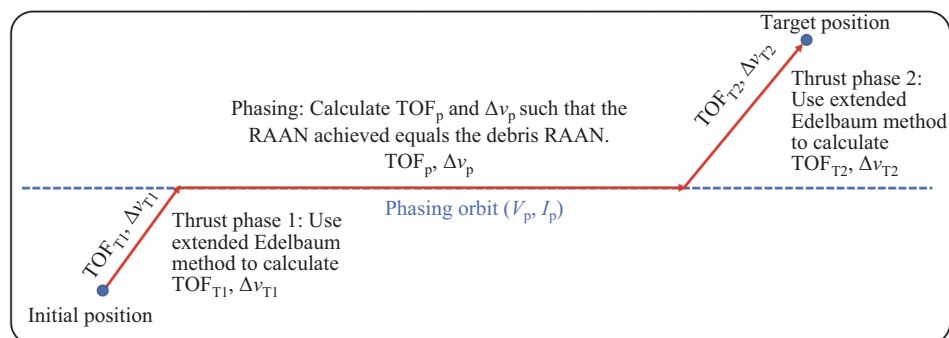 Target position
TOF_T2, Δv_T2
Thrust phase 2:
Use extended
Edelbaum method
to calculate
TOF_T2, Δv_T2
Phasing: Calculate TOF_p and Δv_p such that the
RAAN achieved equals the debris RAAN.
TOF_p, Δv_p
Phasing orbit (V_p, I_p)
TOF_T1, Δv_T1
Thrust phase 1: Use
extended Edelbaum
method to calculate
TOF_T1, Δv_T1
Initial position